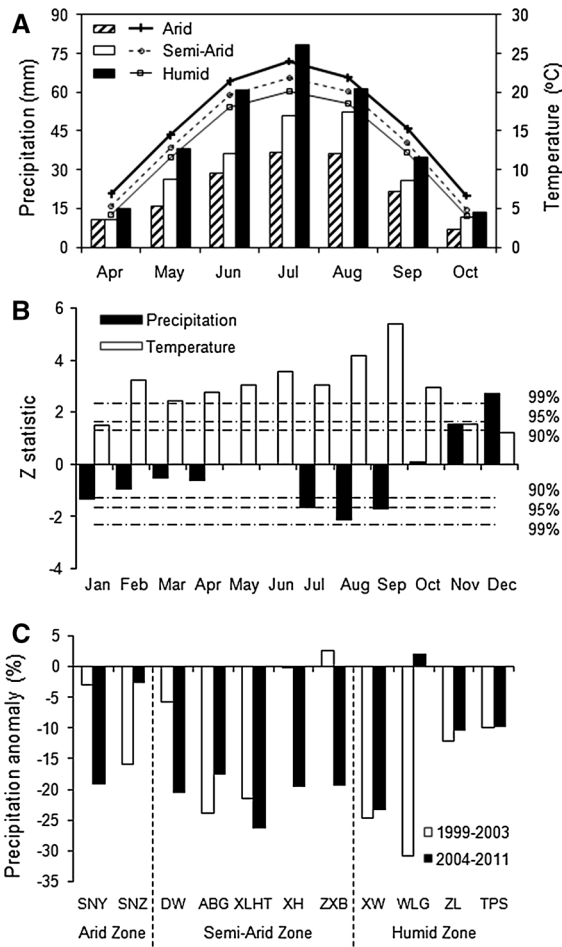 A
Precipitation (mm)
90
75
60
45
30
15
0
Arid
Semi-Arid
Humid
30
25
20
15
10
5
0
Temperature (ºC)
Apr May Jun Jul Aug Sep Oct
B
Z statistic
6
4
2
0
-2
-4
Precipitation
Temperature
99%
95%
90%
90%
95%
99%
Jan Feb Mar Apr May Jun Jul Aug Sep Oct Nov Dec
C
Precipitation anomaly (%)
5
0
-5
-10
-15
-20
-25
-30
-35
1999-2003
2004-2011
SNY SNZ DW ABG XLHT XH ZXB XW WLG ZL TPS
Arid Zone Semi-Arid Zone Humid Zone